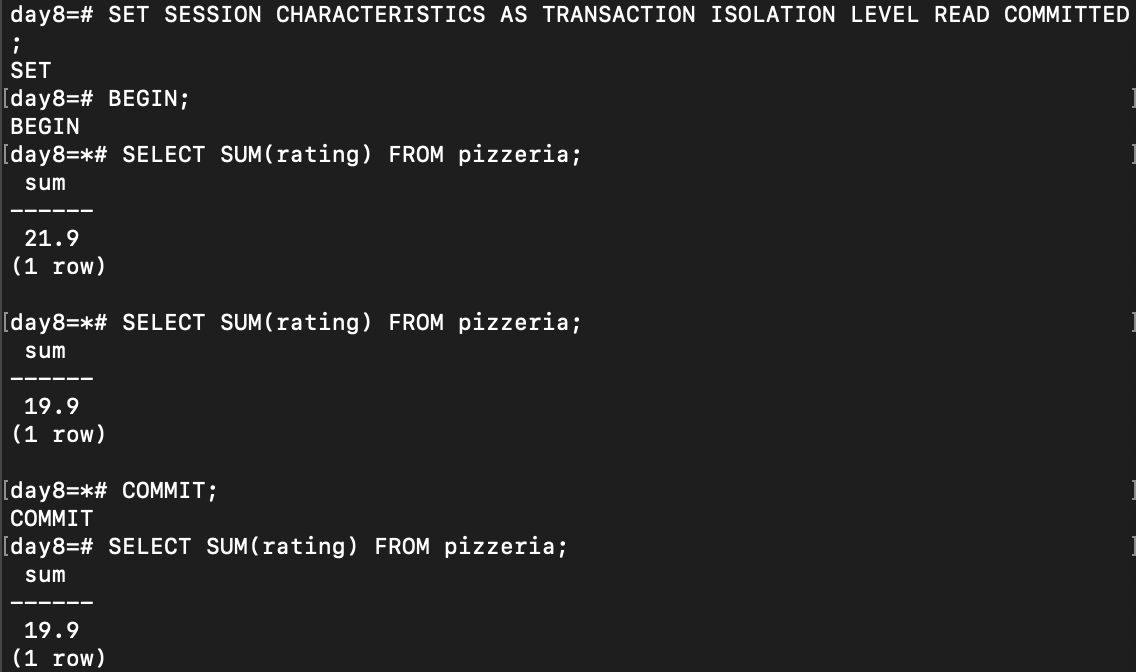 day8=# SET SESSION CHARACTERISTICS AS TRANSACTION ISOLATION LEVEL READ COMMITTED
;
SET
[day8=# BEGIN; ]
BEGIN
[day8=*# SELECT SUM(rating) FROM pizzeria; ]
 sum
------
 21.9
(1 row)

[day8=*# SELECT SUM(rating) FROM pizzeria; ]
 sum
------
 19.9
(1 row)

[day8=*# COMMIT; ]
COMMIT
[day8=# SELECT SUM(rating) FROM pizzeria; ]
 sum
------
 19.9
(1 row)